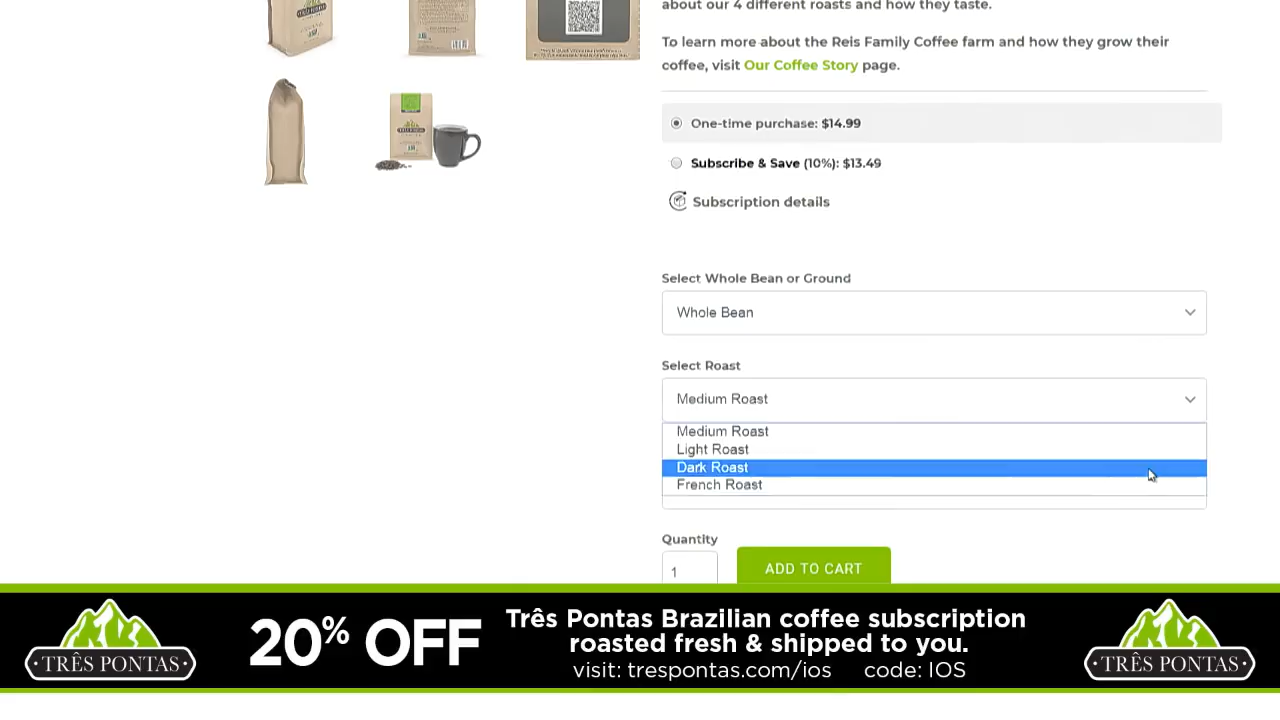 about our 4 different roasts and how they taste.
To learn more about the Reis Family Coffee farm and how they grow their
coffee, visit Our Coffee Story page.
One-time purchase: $14.99
Subscribe & Save (10%): $13.49
Subscription details
Select Whole Bean or Ground
Whole Bean
Select Roast
Medium Roast
Medium Roast
Light Roast
Dark Roast
French Roast
Quantity
1
ADD TO CART
TRÊS PONTAS
20% OFF
Três Pontas Brazilian coffee subscription
roasted fresh & shipped to you.
visit: trespontas.com/ios code: IOS
TRÊS PONTAS